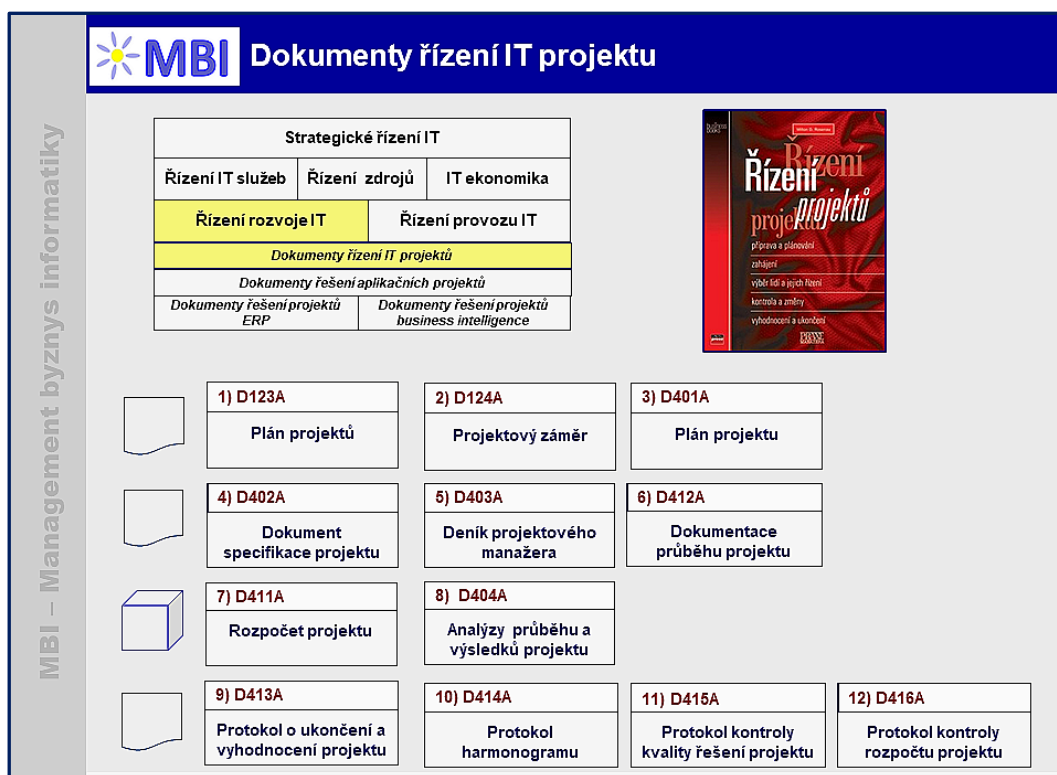 MBI
Dokumenty řízení IT projektu
MBI – Management byznys informatiky
Strategické řízení IT
Řízení IT služeb
Řízení zdrojů
IT ekonomika
Řízení rozvoje IT
Řízení provozu IT
Dokumenty řízení IT projektů
Dokumenty řešení aplikačních projektů
Dokumenty řešení projektů
ERP
Dokumenty řešení projektů
business intelligence
Milton D. Rosenau
Řízení
Řízení
projektů
projektů
příprava a plánování
zahájení
výběr lidí a jejich řízení
kontrola a změny
vyhodnocení a ukončení
1) D123A
Plán projektů
2) D124A
Projektový záměr
3) D401A
Plán projektu
4) D402A
Dokument
specifikace projektu
5) D403A
Deník projektového
manažera
6) D412A
Dokumentace
průběhu projektu
7) D411A
Rozpočet projektu
8) D404A
Analýzy průběhu a
výsledků projektu
9) D413A
Protokol o ukončení a
vyhodnocení projektu
10) D414A
Protokol
harmonogramu
11) D415A
Protokol kontroly
kvality řešení projektu
12) D416A
Protokol kontroly
rozpočtu projektu